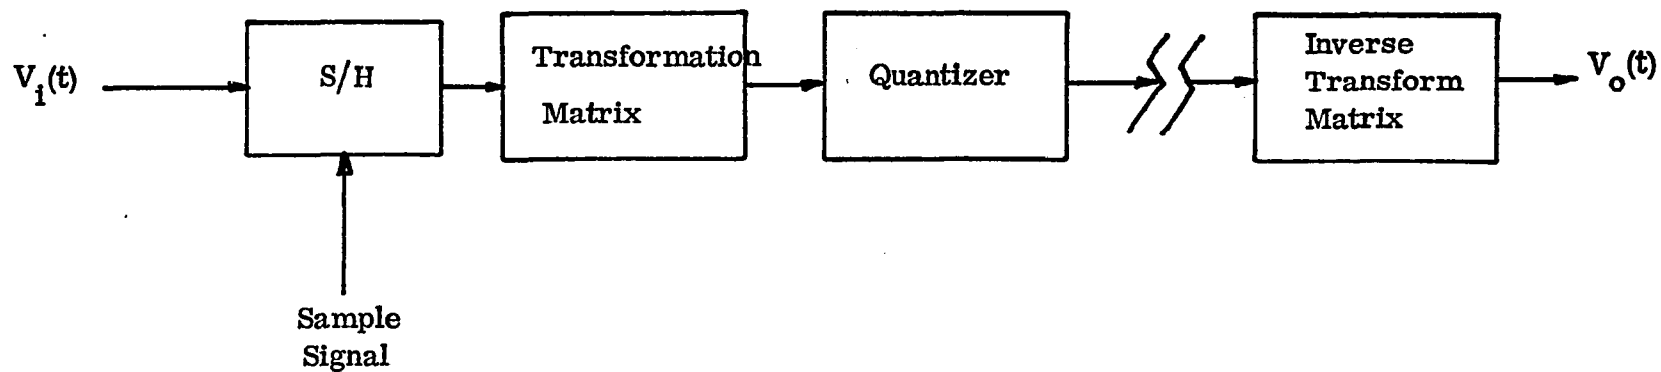 V_i(t)
S/H
Transformation
Matrix
Quantizer
Inverse
Transform
Matrix
V_o(t)
Sample
Signal